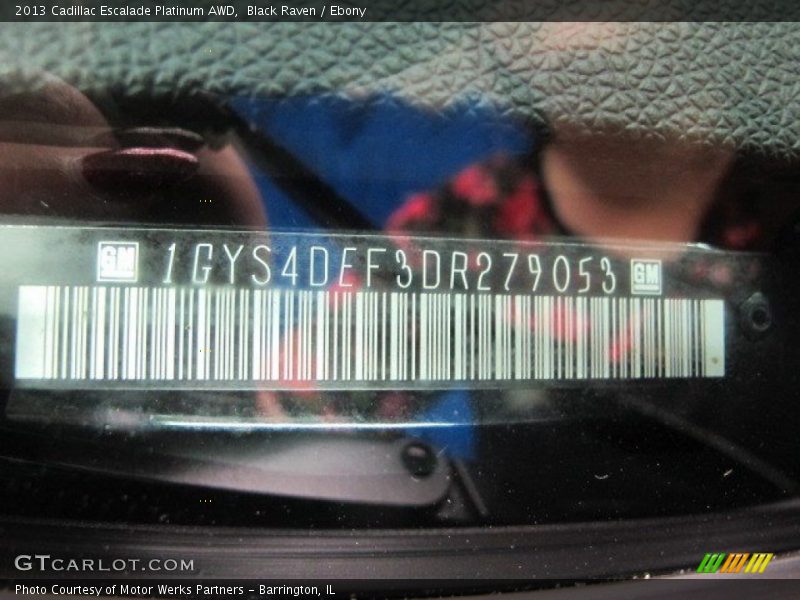 2013 Cadillac Escalade Platinum AWD, Black Raven / Ebony
GM 1GYS4DEF3DR279053 GM
GTCARLOT.COM
Photo Courtesy of Motor Werks Partners - Barrington, IL